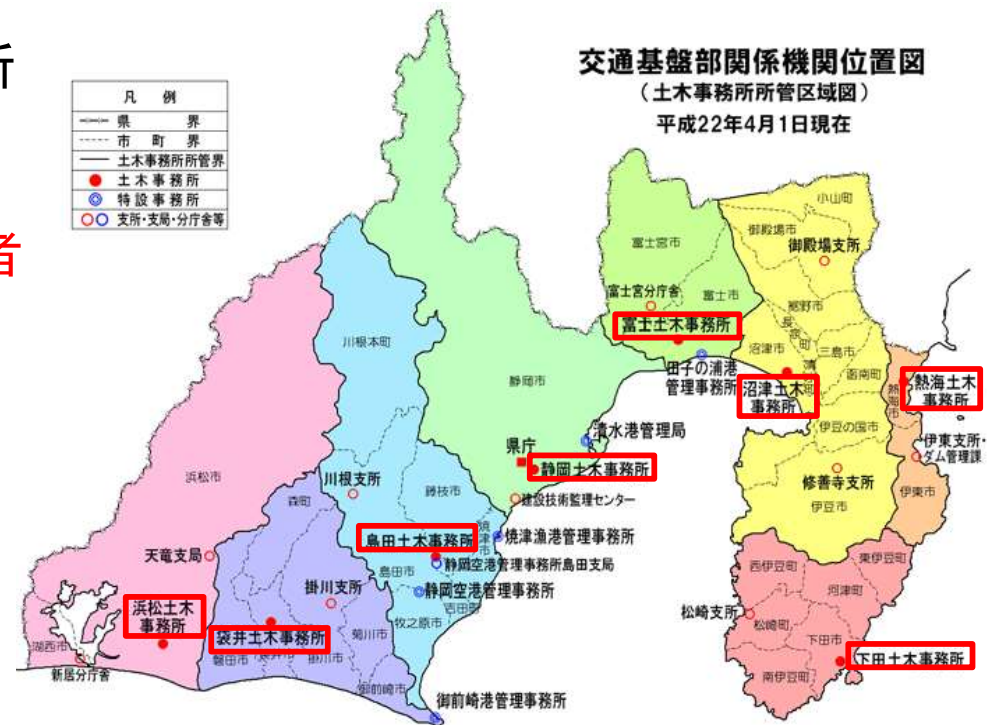 所
者
交通基盤部関係機関位置図
（土木事務所所管区域図）
平成22年4月1日現在
凡 例
県 界
市 町 界
土木事務所所管界
土木事務所
特設事務所
支所・支局・分庁舎等
小山町
御殿場市
御殿場支所
富士宮市
富士宮分庁舎
富士市
裾野市
長泉町
富士土木事務所
沼津市
三島市
函南町
田子の浦港
管理事務所
沼津土木
事務所
熱海市
熱海土木
事務所
川根本町
静岡市
伊豆の国市
清水港管理局
県庁
静岡土木事務所
伊東支所・
ダム管理課
修善寺支所
伊豆市
伊東市
浜松市
川根支所
森町
藤枝市
建設技術監理センター
焼津市
焼津漁港管理事務所
島田土木事務所
天竜支局
島田市
静岡空港管理事務所島田支局
静岡空港管理事務所
吉田町
東伊豆町
西伊豆町
河津町
掛川支所
浜松土木
事務所
袋井土木事務所
牧之原市
菊川市
松崎支所
松崎町
下田市
湖西市
新居分庁舎
磐田市
掛川市
下田土木事務所
南伊豆町
御前崎市
御前崎港管理事務所